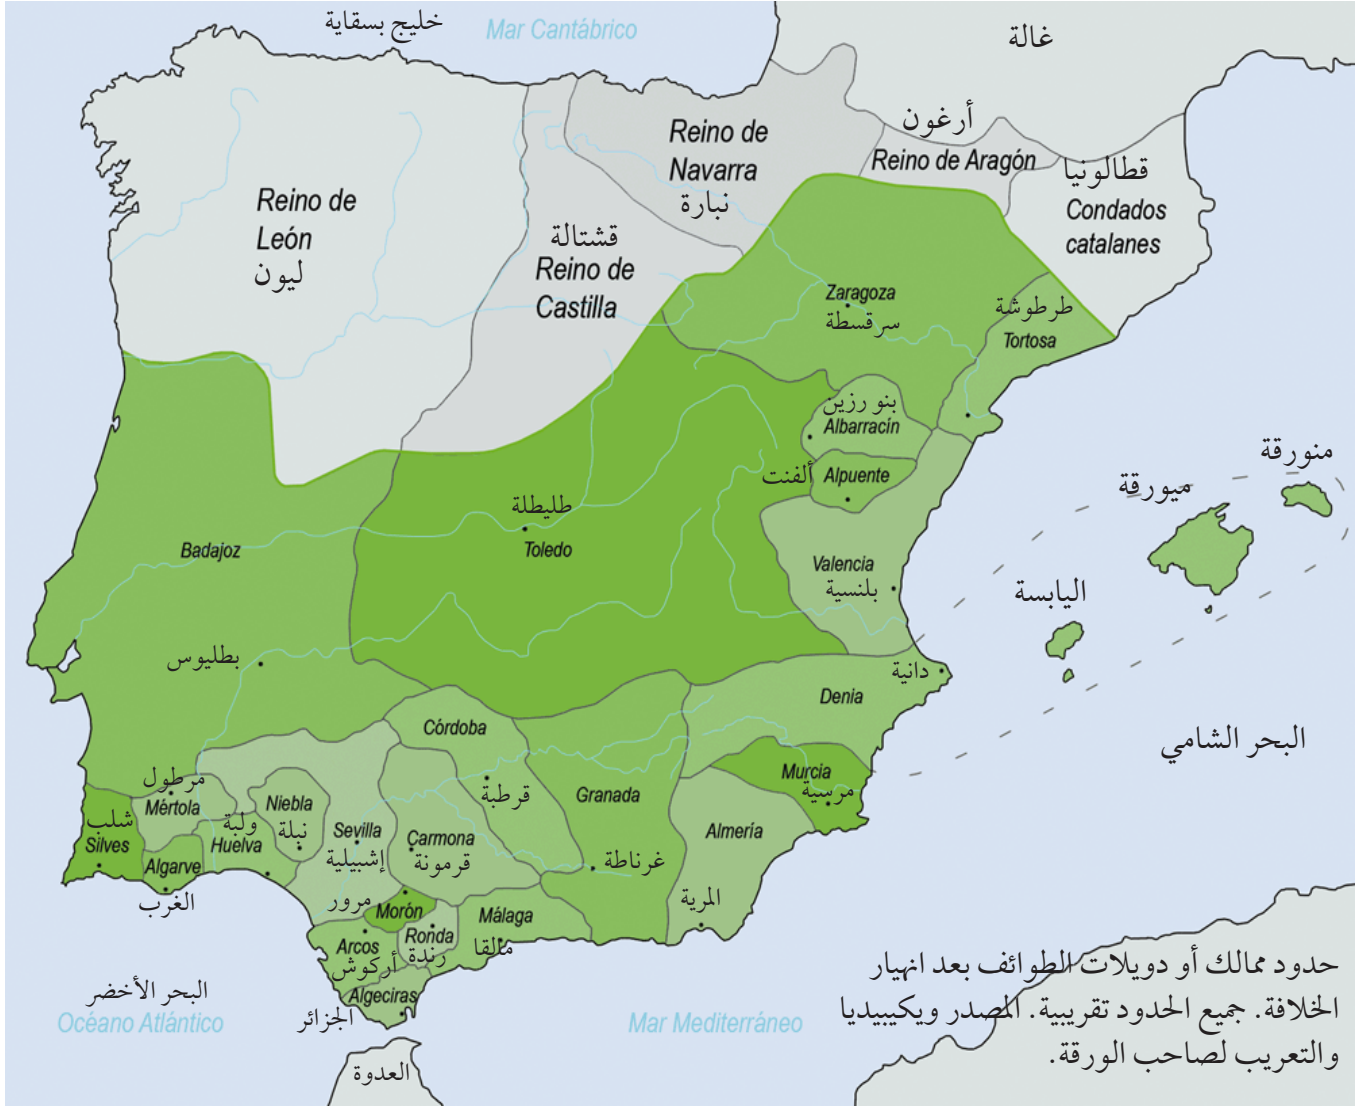 خليج بسقاية
Mar Cantábrico
غالة
أرغون
Reino de
Navarra
نبارة
Reino de Aragón
قطالونيا
Condados
catalanes
Reino de
León
ليون
قشتالة
Reino de
Castilla
Zaragoza
سرقسطة
طرطوشة
Tortosa
بنو رزين
Albarracín
ألفنت
Alpuente
منورقة
ميورقة
طليطلة
Toledo
Badajoz
بطليوس
Valencia
بلنسية
اليابسة
دانية
Denia
البحر الشامي
Córdoba
قرطبة
Murcia
مرسية
مرطول
Mértola
Niebla
نبلة
ولبة
Huelva
شلب
Silves
Algarve
الغرب
Sevilla
إشبيلية
Carmona
قرمونة
Granada
غرناطة
Almería
المرية
مرور
Morón
Málaga
مالقا
Ronda
رندة
Arcos
أركوش
Algeciras
الجزائر
البحر الأخضر
Océano Atlántico
Mar Mediterráneo
العدوة
حدود ممالك أو دويلات الطوائف بعد انهيار
الخلافة. جميع الحدود تقريبية. المصدر ويكيبيديا
والتعريب لصاحب الورقة.